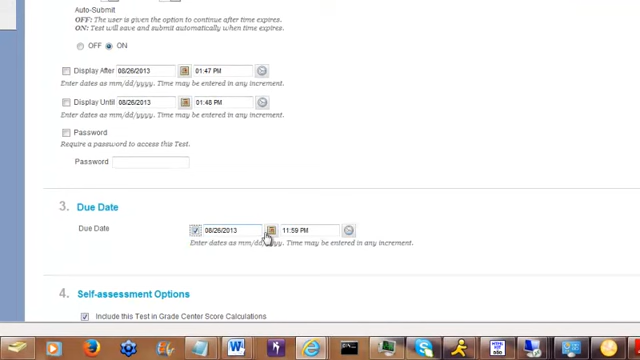 Auto-Submit
OFF: The user is given the option to continue after time expires.
ON: Test will save and submit automatically when time expires.
OFF ON
Display After 08/26/2013 01:47 PM
Enter dates as mm/dd/yyyy. Time may be entered in any increment.
Display Until 08/26/2013 01:48 PM
Enter dates as mm/dd/yyyy. Time may be entered in any increment.
Password
Require a password to access this Test.
Password
3. Due Date
Due Date 08/26/2013 11:59 PM
Enter dates as mm/dd/yyyy. Time may be entered in any increment.
4. Self-assessment Options
Include this Test in Grade Center Score Calculations